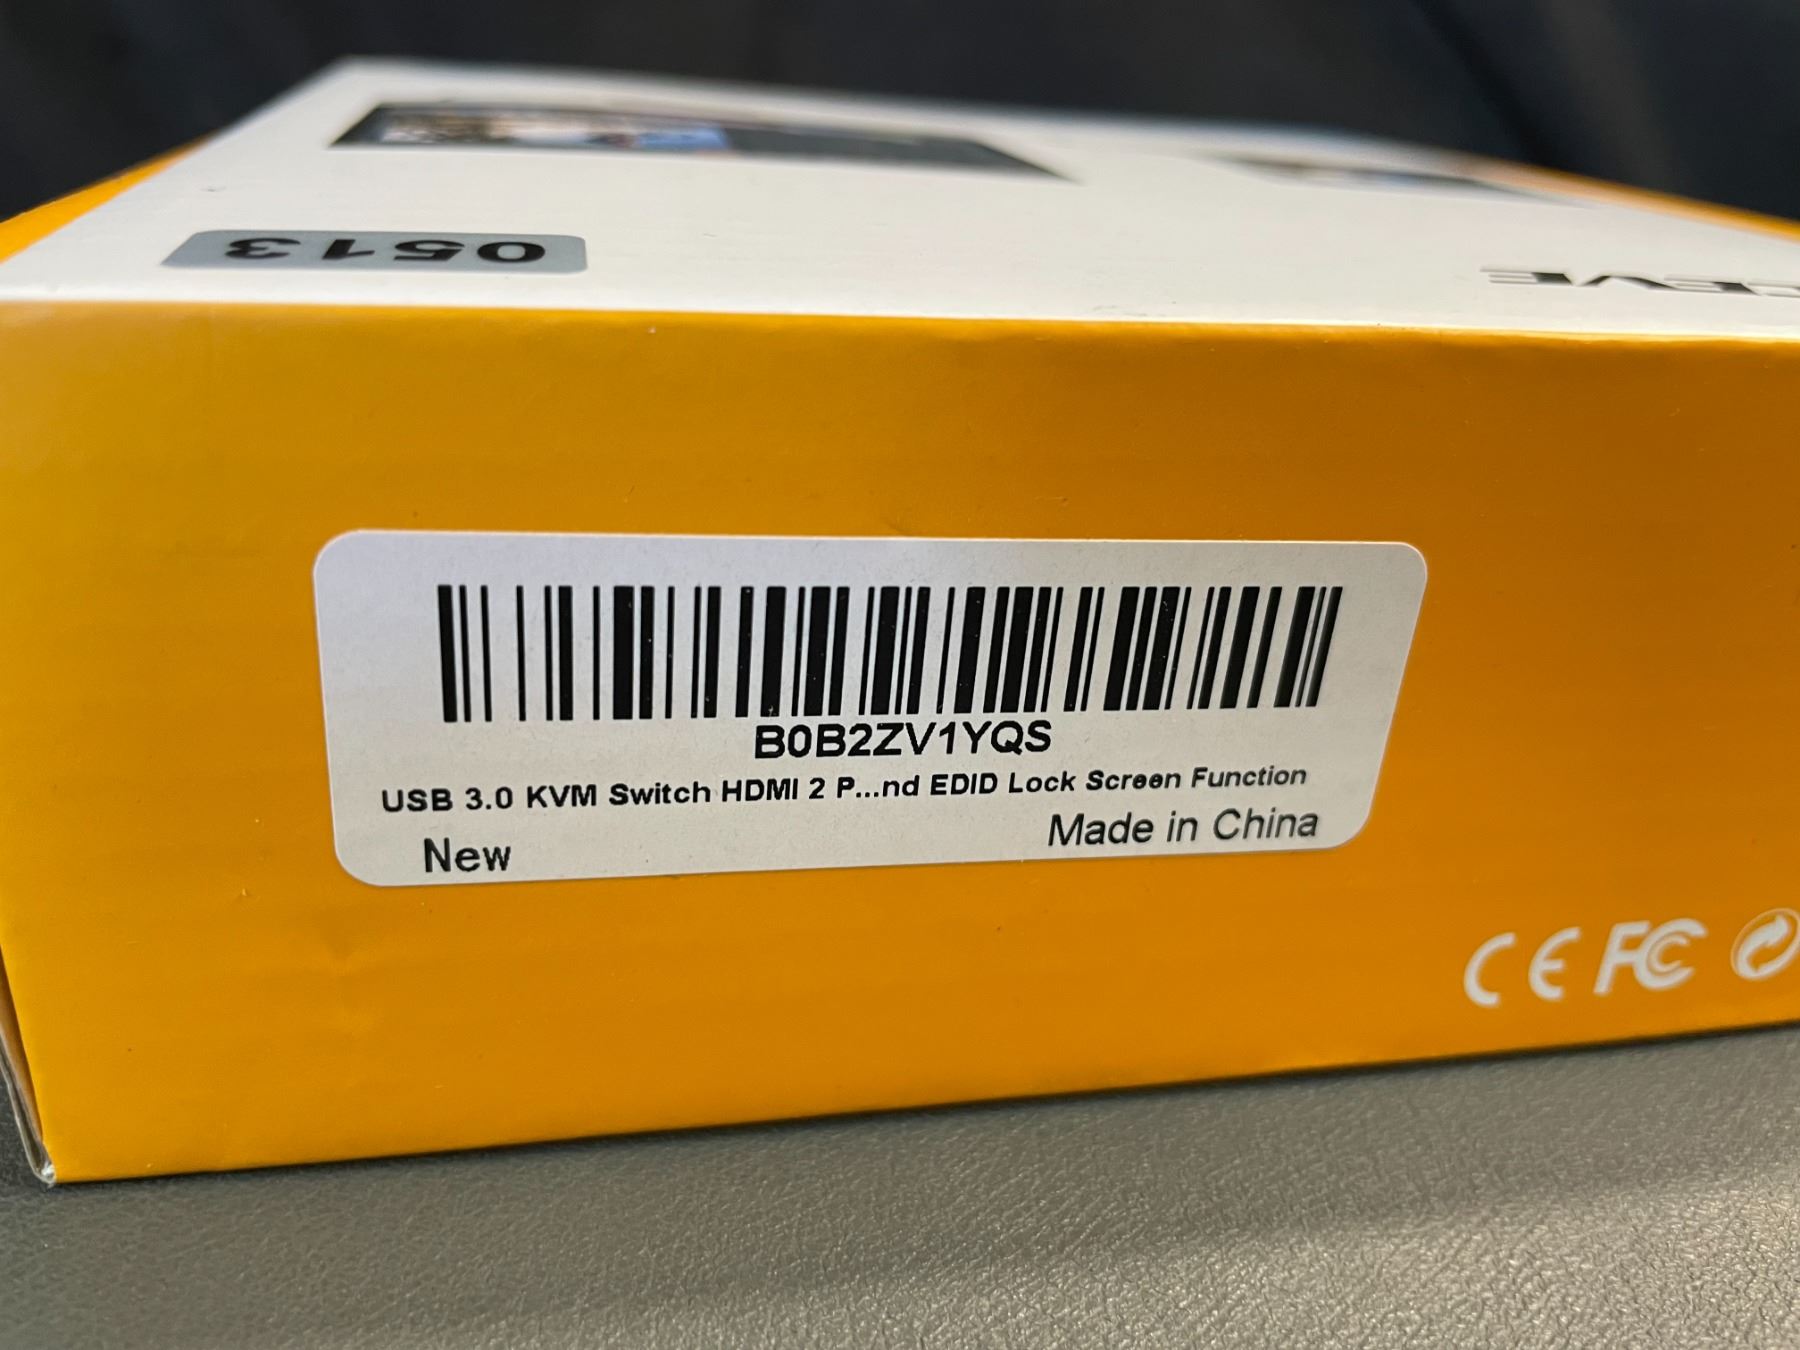 0513
B0B2ZV1YQS
USB 3.0 KVM Switch HDMI 2 P...nd EDID Lock Screen Function
New
Made in China
CE FC